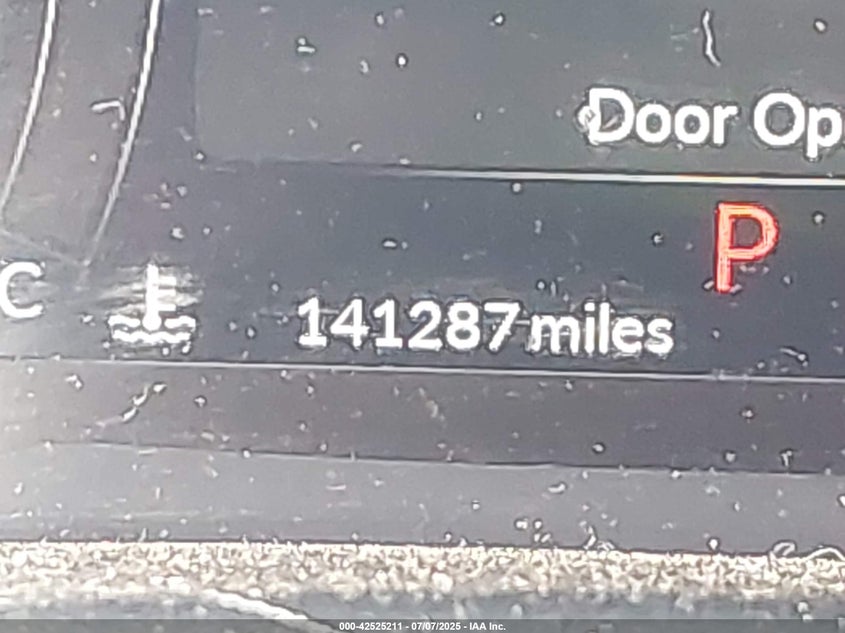 Door Op
P
C
141287 miles
000-42525211 - 07/07/2025 - IAA Inc.